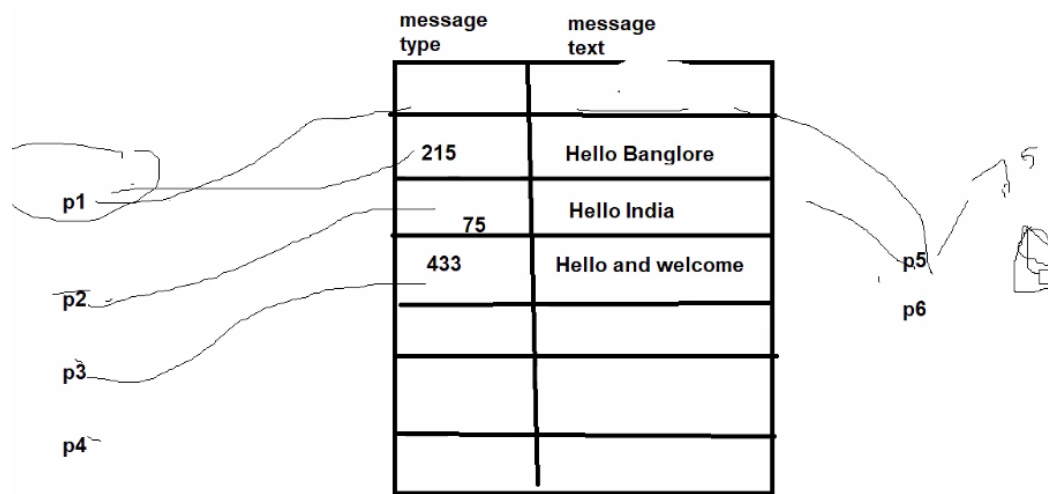 message type
message text
215 Hello Banglore
p1
75 Hello India
433 Hello and welcome
p5
p2
p6
p3
p4